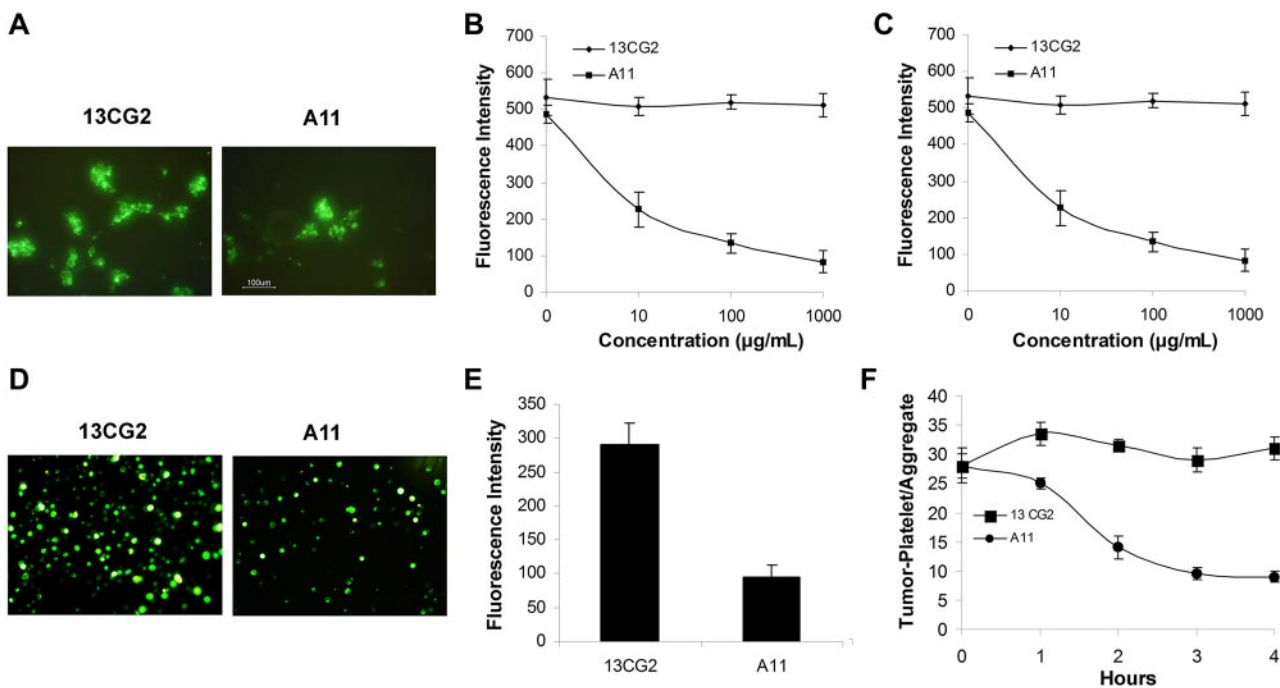 A
13CG2
A11
100um
B
Fluorescence Intensity
700
600
500
400
300
200
100
0
13CG2
A11
0
10
100
1000
Concentration (µg/mL)
C
Fluorescence Intensity
700
600
500
400
300
200
100
0
13CG2
A11
0
10
100
1000
Concentration (µg/mL)
D
13CG2
A11
E
Fluorescence Intensity
350
300
250
200
150
100
50
0
13CG2
A11
F
Tumor-Platelet/Aggregate
40
35
30
25
20
15
10
5
0
13 CG2
A11
0
1
2
3
4
Hours